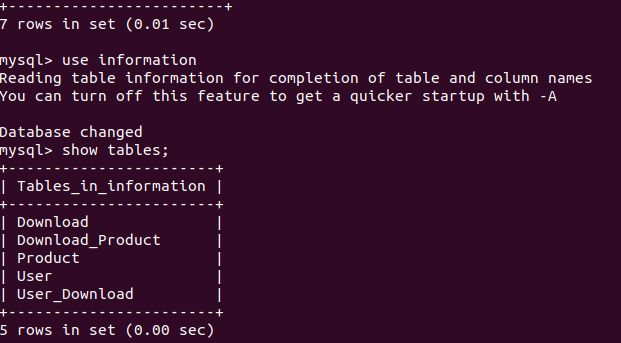 +------------------------+
7 rows in set (0.01 sec)
mysql> use information
Reading table information for completion of table and column names
You can turn off this feature to get a quicker startup with -A
Database changed
mysql> show tables;
+-----------------------+
| Tables_in_information |
+-----------------------+
| Download              |
| Download_Product      |
| Product               |
| User                  |
| User_Download         |
+-----------------------+
5 rows in set (0.00 sec)